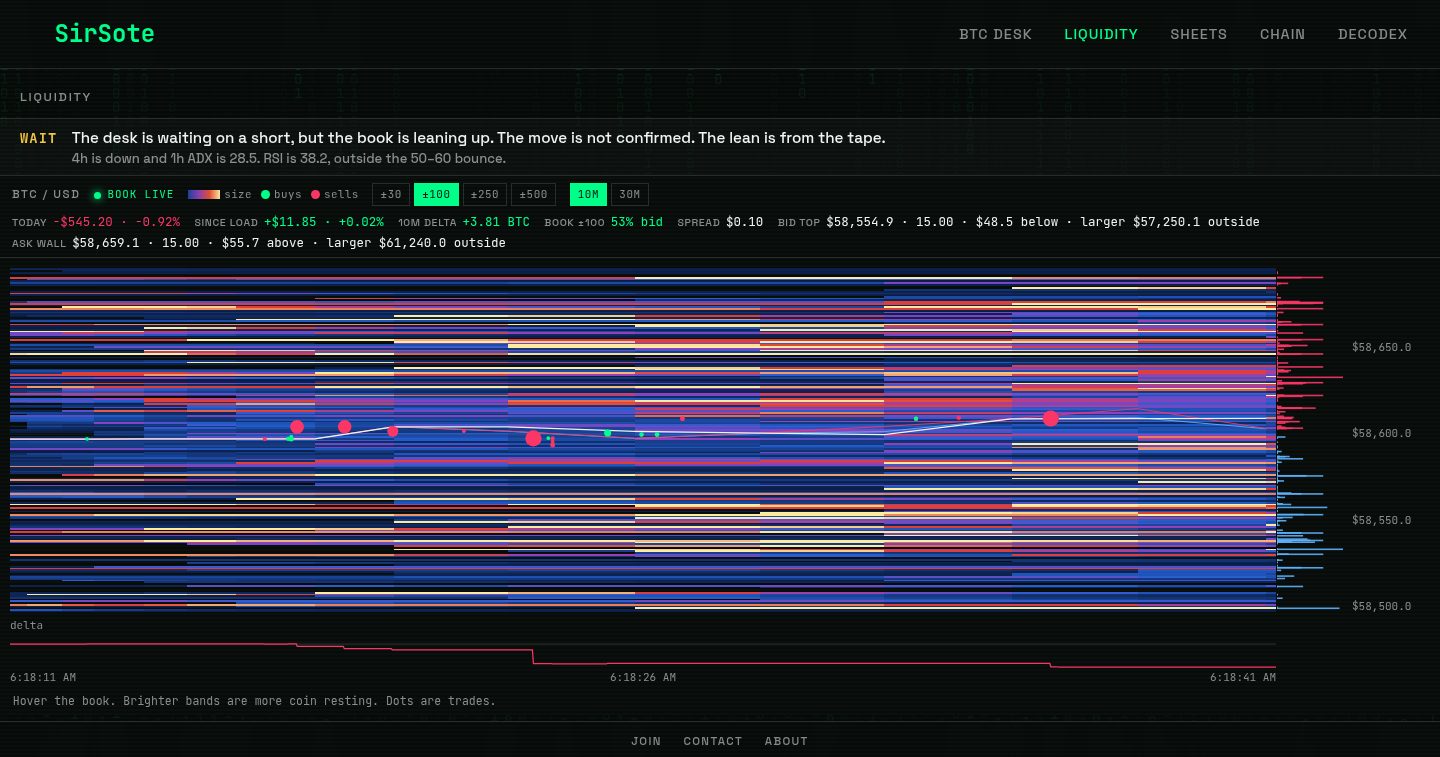 SirSote
BTC DESK LIQUIDITY SHEETS CHAIN DECODEX
LIQUIDITY
WAIT The desk is waiting on a short, but the book is leaning up. The move is not confirmed. The lean is from the tape.
4h is down and 1h ADX is 28.5. RSI is 38.2, outside the 50–60 bounce.
BTC / USD BOOK LIVE size buys sells ±30 ±100 ±250 ±500 10M 30M
TODAY -$545.20 · -0.92% SINCE LOAD +$11.85 · +0.02% 10M DELTA +3.81 BTC BOOK ±100 53% bid SPREAD $0.10 BID TOP $58,554.9 · 15.00 · $48.5 below · larger $57,250.1 outside
ASK WALL $58,659.1 · 15.00 · $55.7 above · larger $61,240.0 outside
$58,650.0
$58,600.0
$58,550.0
$58,500.0
delta
6:18:11 AM 6:18:26 AM 6:18:41 AM
Hover the book. Brighter bands are more coin resting. Dots are trades.
JOIN CONTACT ABOUT